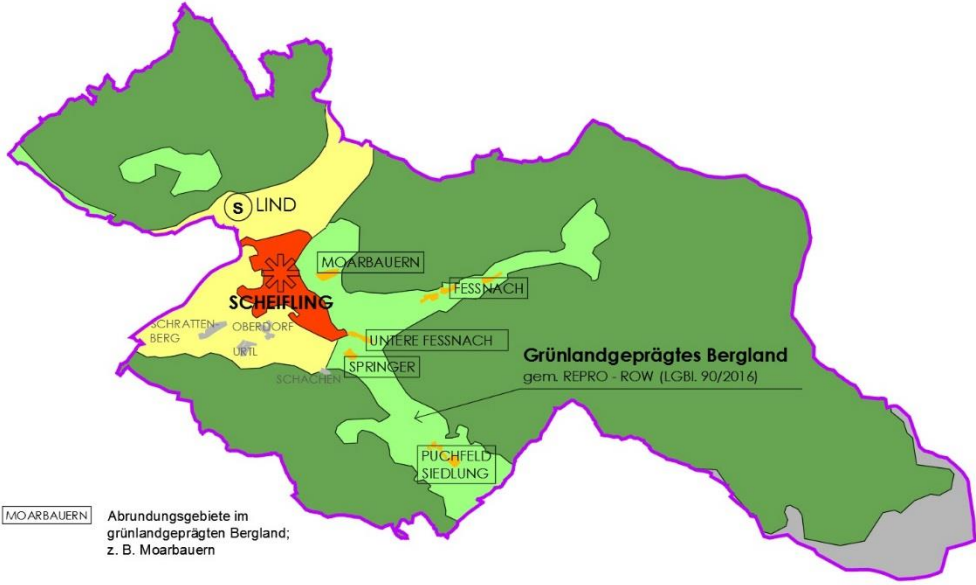 S LIND
MOARBAUERN
FESSNACH
SCHEIFLING
SCHRATTEN-
BERG
OBERDORF
URTL
UNTERE FESSNACH
SPRINGER
SCHACHEN
Grünlandgeprägtes Bergland
gem. REPRO - ROW (LGBl. 90/2016)
PUCHFELD
SIEDLUNG
MOARBAUERN
Abrundungsgebiete im
grünlandgeprägten Bergland;
z. B. Moarbauern